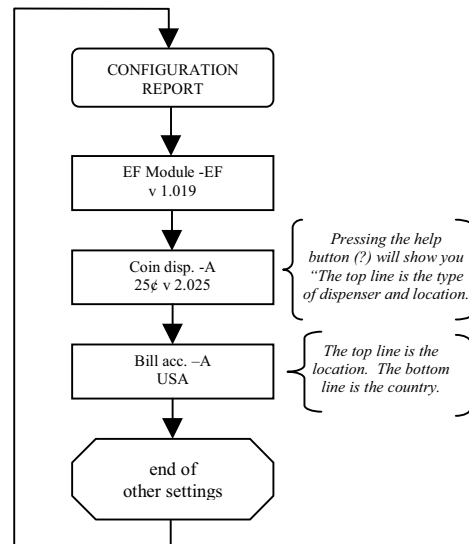 CONFIGURATION
REPORT
EF Module -EF
v 1.019
Coin disp. -A
25¢ v 2.025
Pressing the help
button (?) will show you
“The top line is the type
of dispenser and location.
Bill acc. –A
USA
The top line is the
location. The bottom
line is the country.
end of
other settings